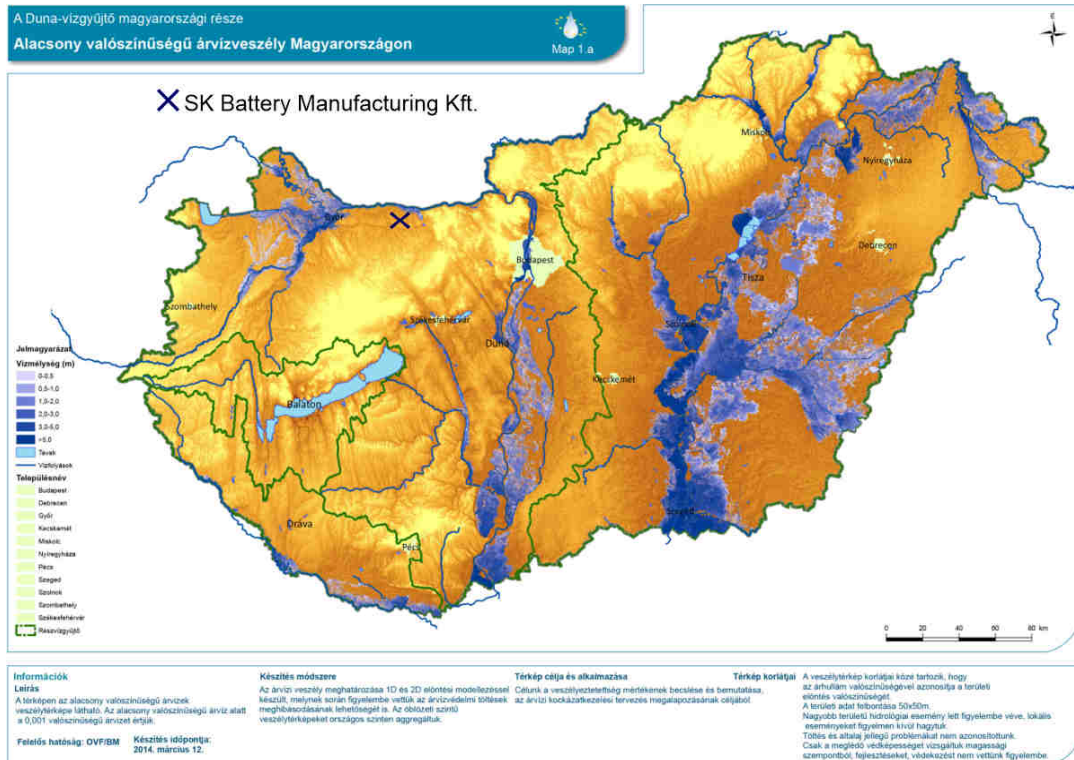 A Duna-vízgyűjtő magyarországi része
Alacsony valószínűségű árvízveszély Magyarországon
Map 1.a
SK Battery Manufacturing Kft.
Miskolc
Nyíregyháza
Győr
Debrecen
Budapest
Tisza
Szombathely
Székesfehérvár
Szolnok
Duna
Kecskemét
Balaton
Szeged
Dráva
Pécs
Jelmagyarázat
Vízmélység (m)
0-0,5
0,5-1,0
1,0-2,0
2,0-3,0
3,0-5,0
>5.0
Tavak
Vízfolyások
Településnév
Budapest
Debrecen
Győr
Kecskemét
Miskolc
Nyíregyháza
Pécs
Szeged
Szolnok
Szombathely
Székesfehérvár
Részvízgyűjtő
0 20 40 60 80 km
Információk
Leírás
A térképen az alacsony valószínűségű árvizek
veszélytérképe látható. Az alacsony valószínűségű árvíz alatt
a 0,001 valószínűségű árvizet értjük.
Felelős hatóság: OVF/BM
Készítés időpontja:
2014. március 12.
Készítés módszere
Az árvízi veszély meghatározása 1D és 2D elöntési modellezéssel
készült, melynek során figyelembe vettük az árvízvédelmi töltések
meghibásodásának lehetőségét is. Az öblözeti szintű
veszélytérképeket országos szinten aggregáltuk.
Térkép célja és alkalmazása
Célunk a veszélyeztetettség mértékének becslése és bemutatása,
az árvízi kockázatkezelési tervezés megalapozásának céljából
Térkép korlátjai
A veszélytérkép korlátjai közé tartozik, hogy
az árhullám valószínűségével azonosítja a területi
elöntés valószínűségét.
A területi adat felbontása 50x50m.
Nagyobb területű hidrológiai esemény lett figyelembe véve, lokális
eseményeket figyelmen kívül hagytuk.
Töltés és altalaj jellegű problémákat nem azonosítottunk.
Csak a meglédő védképességet vizsgáltuk magassági
szempontból, fejlesztéseket, védekezést nem vettünk figyelembe.